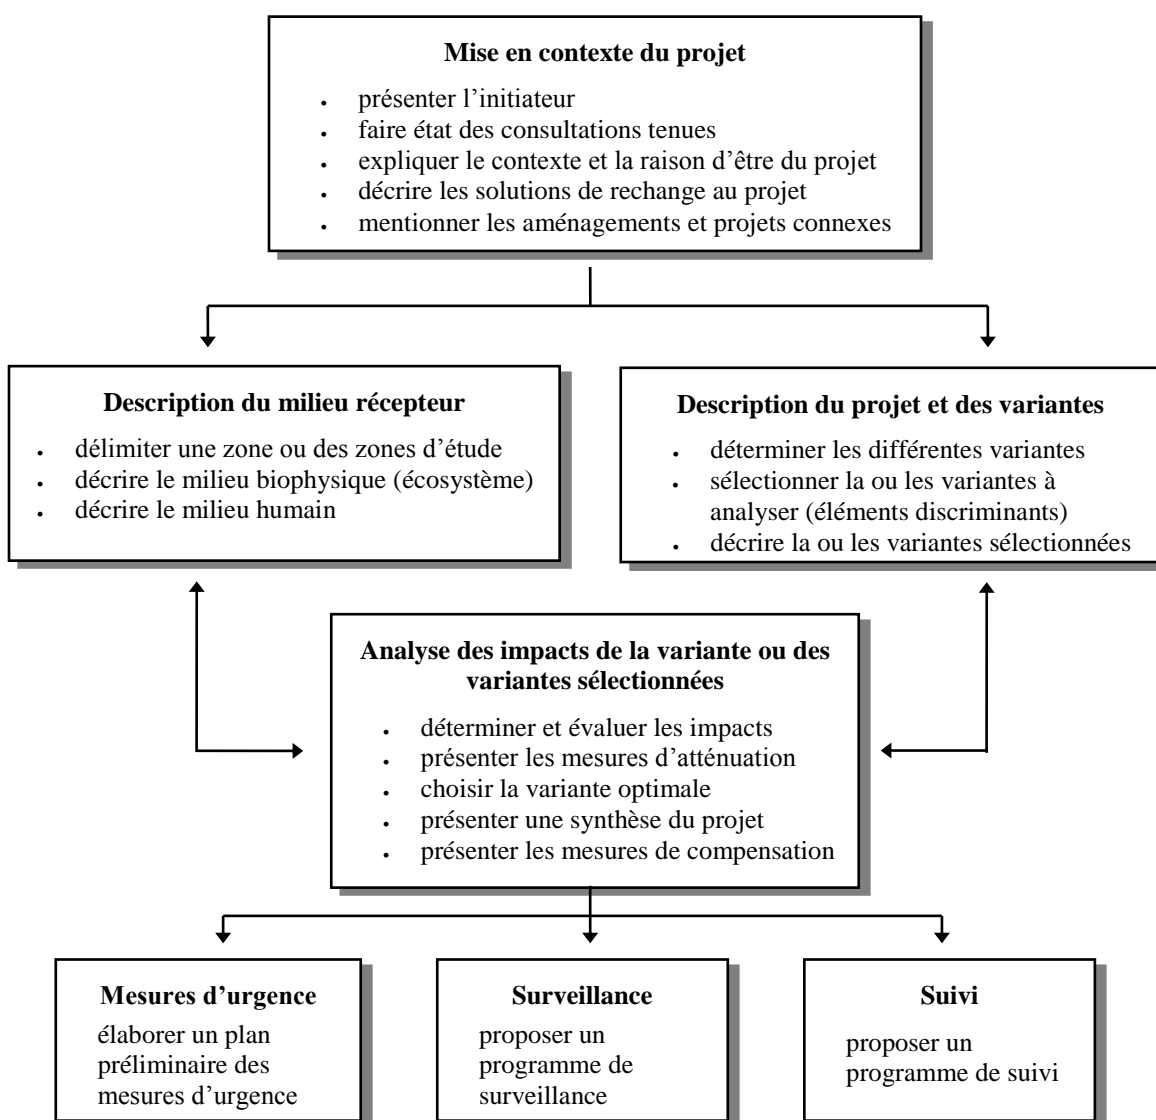 Mise en contexte du projet
• présenter l’initiateur
• faire état des consultations tenues
• expliquer le contexte et la raison d’être du projet
• décrire les solutions de rechange au projet
• mentionner les aménagements et projets connexes
Description du milieu récepteur
• délimiter une zone ou des zones d’étude
• décrire le milieu biophysique (écosystème)
• décrire le milieu humain
Description du projet et des variantes
• déterminer les différentes variantes
• sélectionner la ou les variantes à
analyser (éléments discriminants)
• décrire la ou les variantes sélectionnées
Analyse des impacts de la variante ou des
variantes sélectionnées
• déterminer et évaluer les impacts
• présenter les mesures d’atténuation
• choisir la variante optimale
• présenter une synthèse du projet
• présenter les mesures de compensation
Mesures d’urgence
élaborer un plan
préliminaire des
mesures d’urgence
Surveillance
proposer un
programme de
surveillance
Suivi
proposer un
programme de suivi